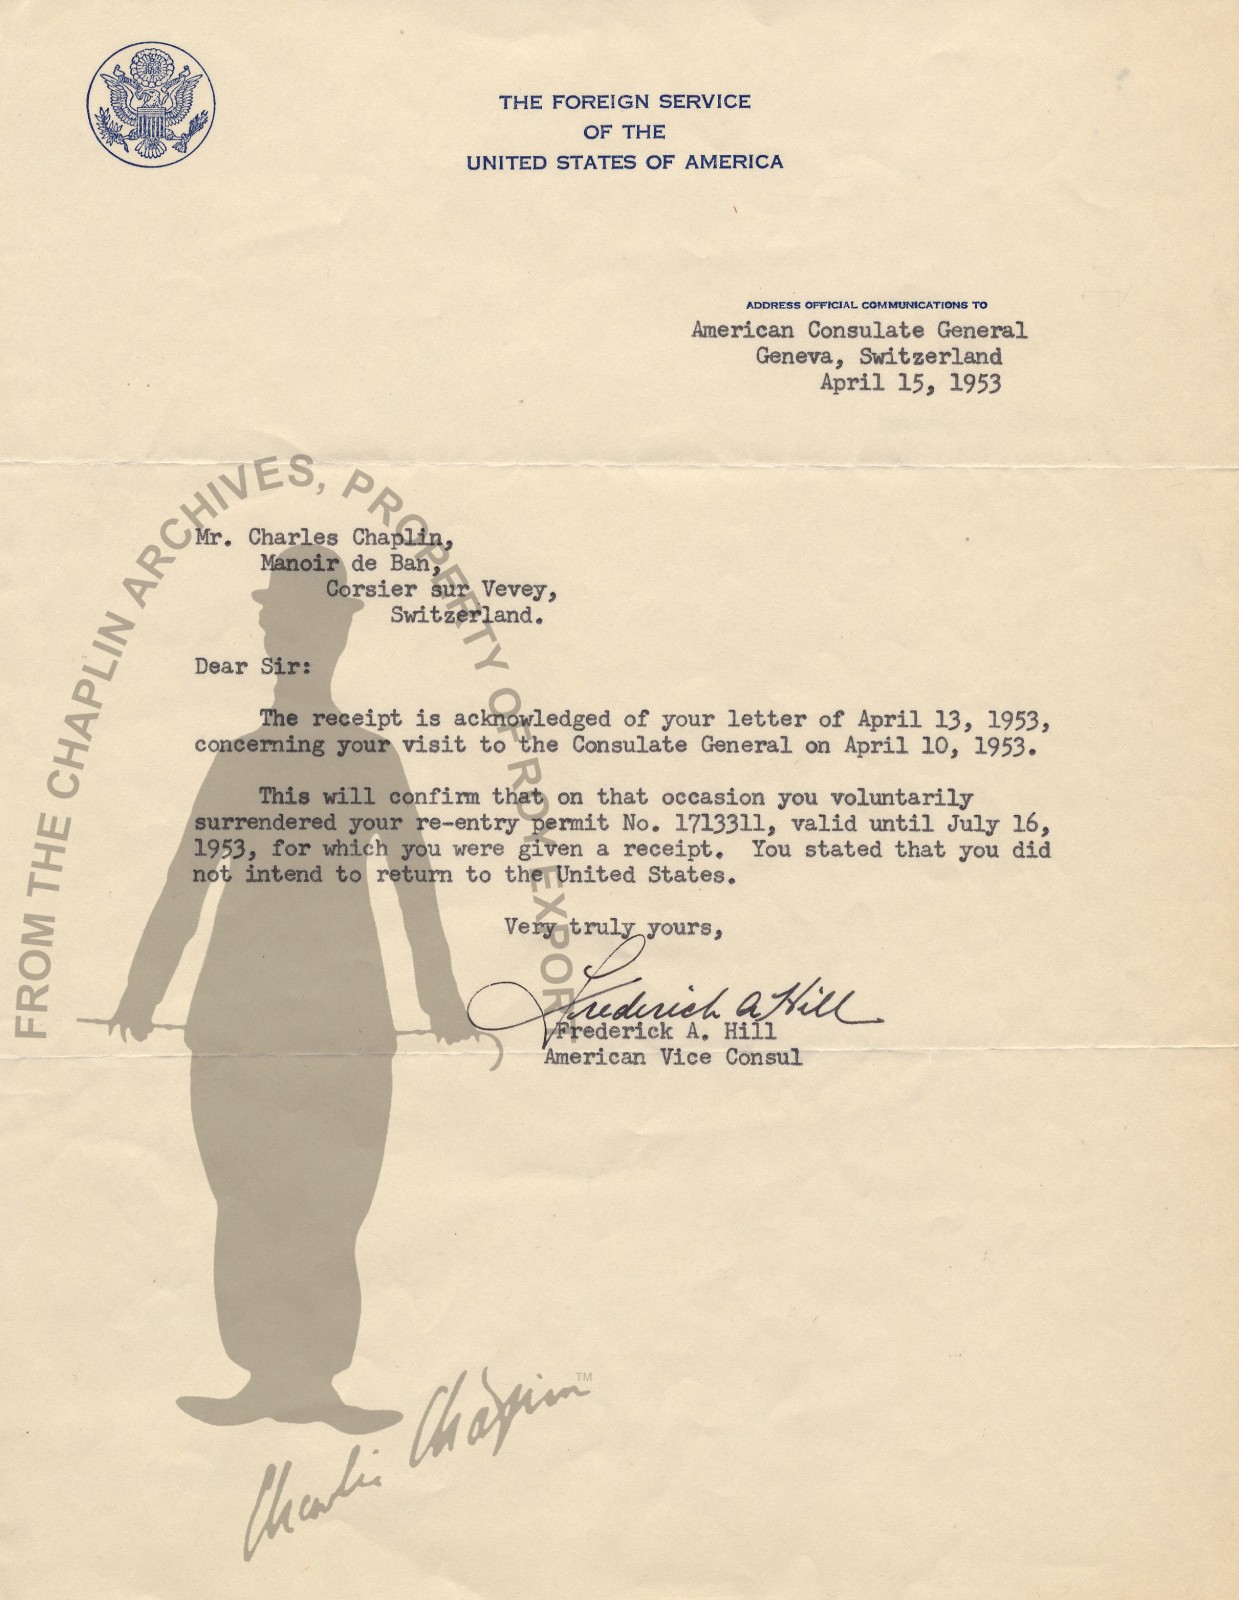 THE FOREIGN SERVICE
OF THE
UNITED STATES OF AMERICA
ADDRESS OFFICIAL COMMUNICATIONS TO
American Consulate General
Geneva, Switzerland
April 15, 1953
FROM THE CHAPLIN ARCHIVES, PROPERTY OF ROY EXPORT
Mr. Charles Chaplin,
Manoir de Ban,
Corsier sur Vevey,
Switzerland.
Dear Sir:
The receipt is acknowledged of your letter of April 13, 1953,
concerning your visit to the Consulate General on April 10, 1953.
This will confirm that on that occasion you voluntarily
surrendered your re-entry permit No. 1713311, valid until July 16,
1953, for which you were given a receipt. You stated that you did
not intend to return to the United States.
Very truly yours,
Frederick A Hill
Frederick A. Hill
American Vice Consul
Charlie Chaplin™